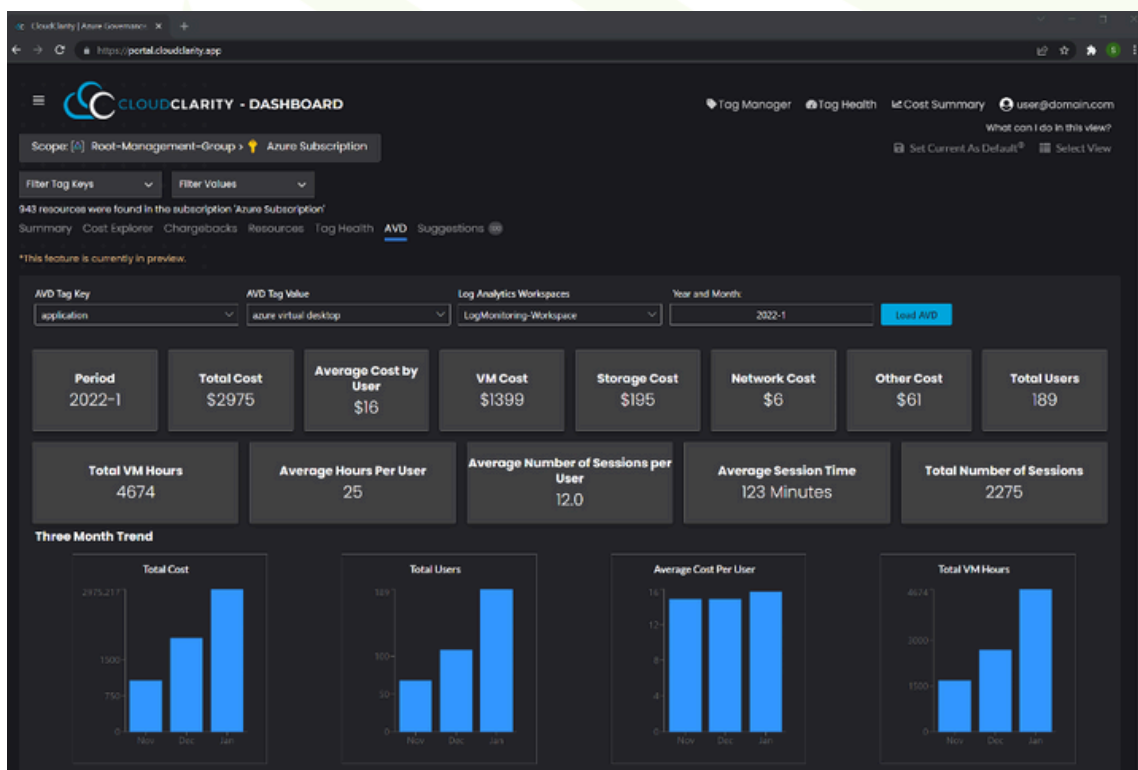 CloudClarity | Azure Governance
https://portal.cloudclarity.app
CLOUDCLARITY - DASHBOARD
Tag Manager Tag Health Cost Summary user@domain.com
What can I do in this view?
Scope: Root-Management-Group > Azure Subscription
Set Current As Default Select View
Filter Tag Keys Filter Values
943 resources were found in the subscription 'Azure Subscription'
Summary Cost Explorer Chargebacks Resources Tag Health AVD Suggestions
*This feature is currently in preview.
AVD Tag Key AVD Tag Value Log Analytics Workspaces Year and Month:
application azure virtual desktop LogMonitoring-Workspace 2022-1 Load AVD
Period
2022-1
Total Cost
$2975
Average Cost by
User
$16
VM Cost
$1399
Storage Cost
$195
Network Cost
$6
Other Cost
$61
Total Users
189
Total VM Hours
4674
Average Hours Per User
25
Average Number of Sessions per
User
12.0
Average Session Time
123 Minutes
Total Number of Sessions
2275
Three Month Trend
Total Cost
2975.217
1500
750
0
Nov Dec Jan
Total Users
189
100
50
0
Nov Dec Jan
Average Cost Per User
16
12
8
4
0
Nov Dec Jan
Total VM Hours
4674
3000
1500
0
Nov Dec Jan